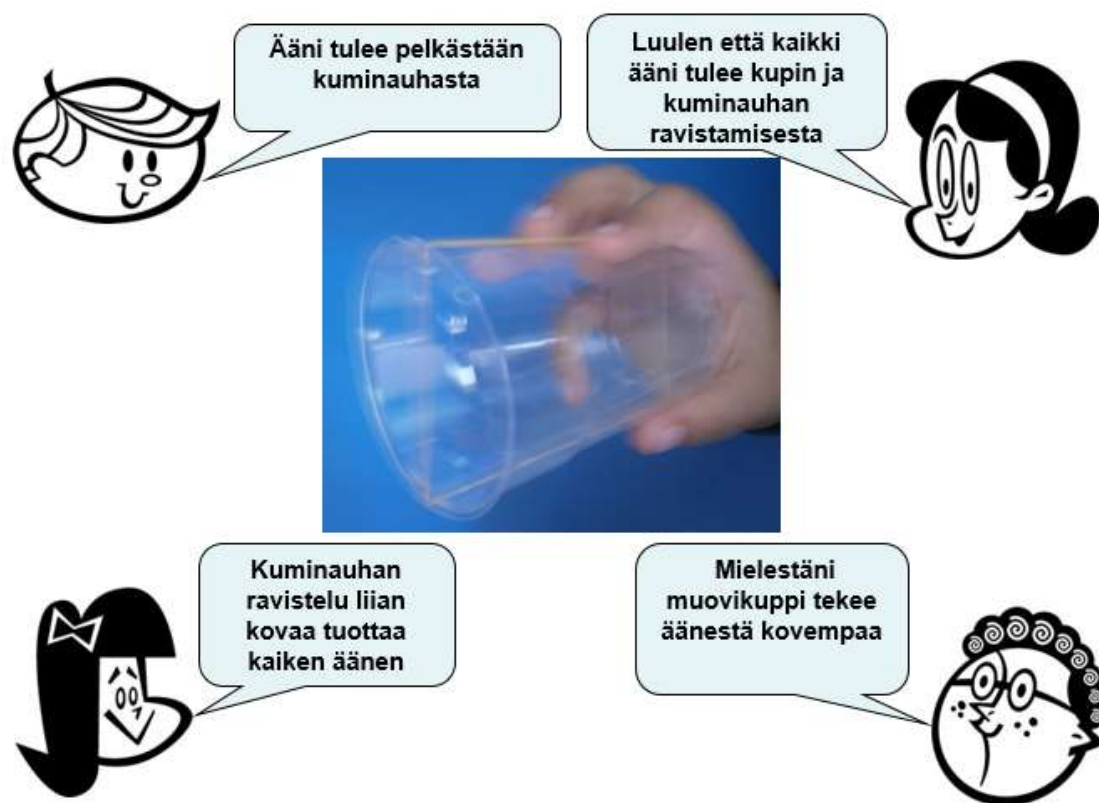 Ääni tulee pelkästään
kuminauhasta
Luulen että kaikki
ääni tulee kupin ja
kuminauhan
ravistamisesta
Kuminauhan
ravistelu liian
kovaa tuottaa
kaiken äänen
Mielestäni
muovikuppi tekee
äänestä kovempaa